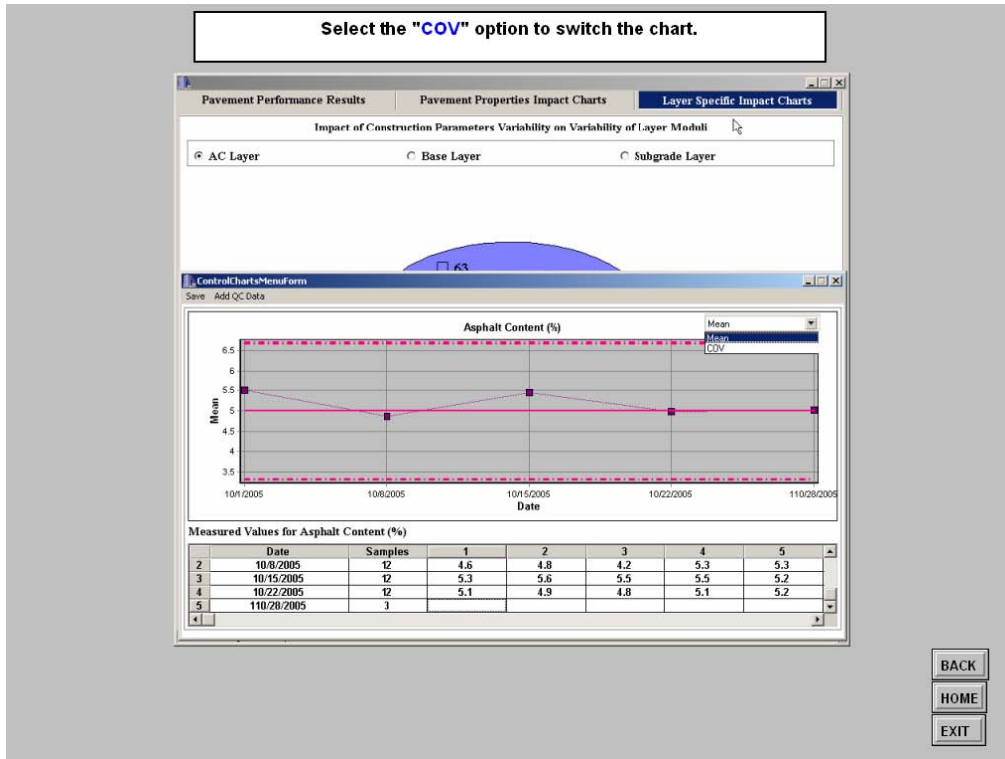 Select the "COV" option to switch the chart.
Pavement Performance Results Pavement Properties Impact Charts Layer Specific Impact Charts
Impact of Construction Parameters Variability on Variability of Layer Moduli
AC Layer Base Layer Subgrade Layer
63
ControlChartsMenuForm
Save Add QC Data
Asphalt Content (%)
Mean
Mean
COV
6.5
6
5.5
5
4.5
4
3.5
Mean
10/1/2005 10/8/2005 10/15/2005 10/22/2005 110/28/2005
Date
Measured Values for Asphalt Content (%)
Date Samples 1 2 3 4 5
2 10/8/2005 12 4.6 4.8 4.2 5.3 5.3
3 10/15/2005 12 5.3 5.6 5.5 5.5 5.2
4 10/22/2005 12 5.1 4.9 4.8 5.1 5.2
5 110/28/2005 3
BACK
HOME
EXIT